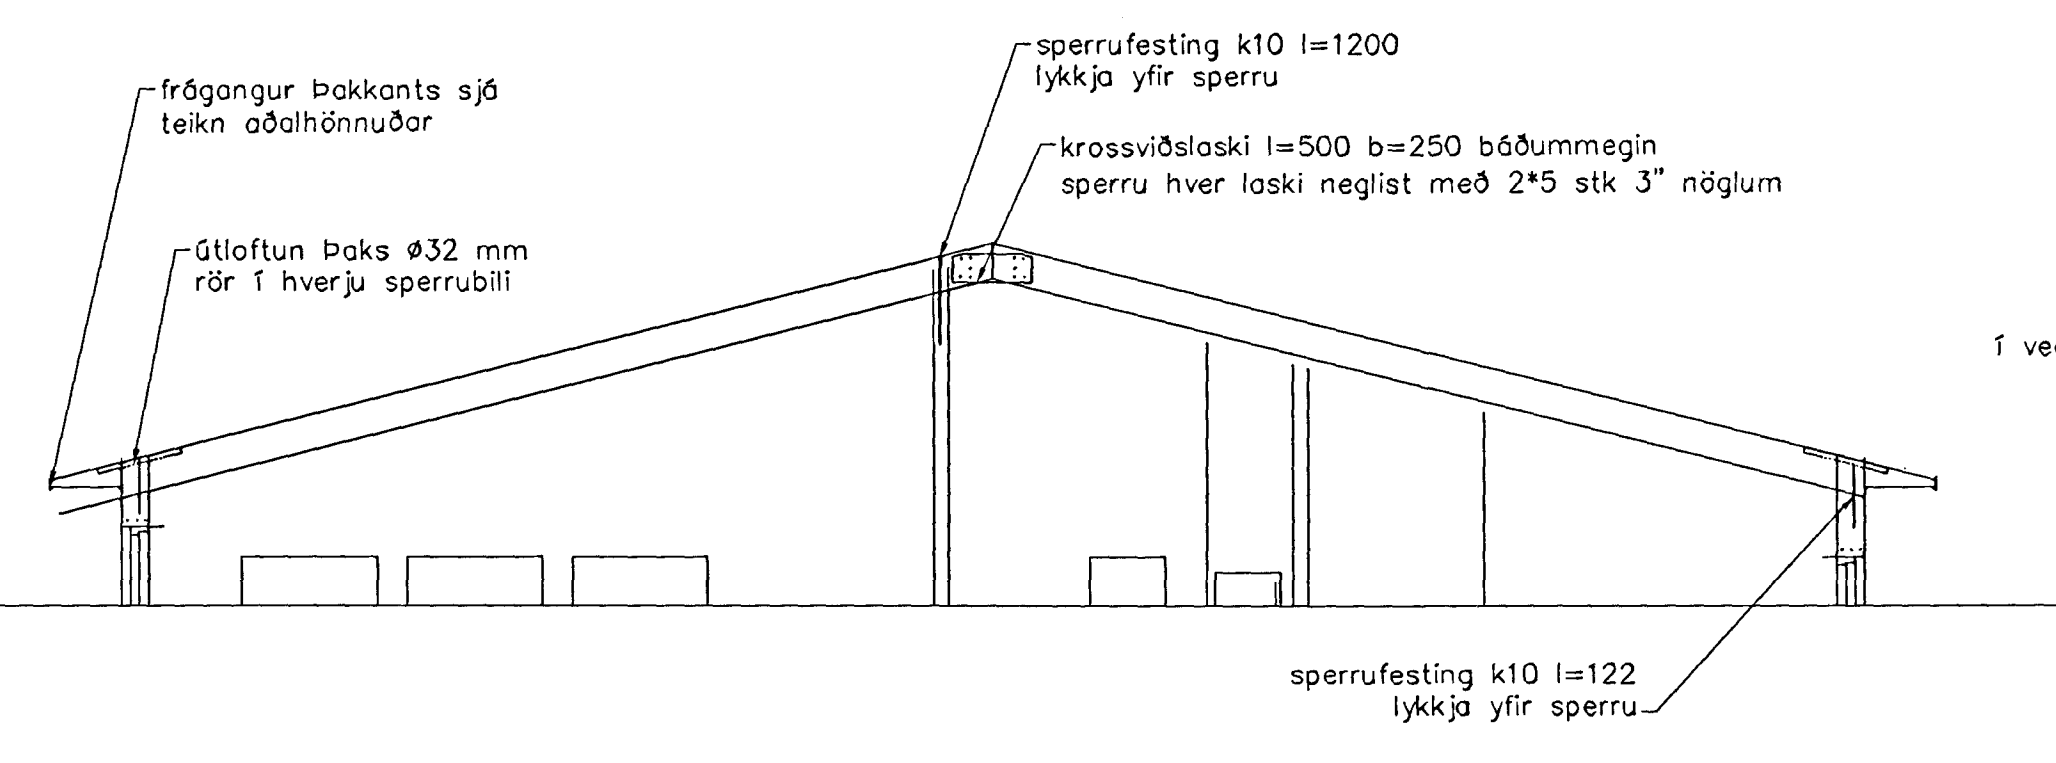 sperrufesting k10 l=1200
lykkja yfir sperru
frágangur Þakkants sjá
teikn aðalhönnuðar
krossviðslaski l=500 b=250 báðummegin
sperru hver laski neglist með 2*5 stk 3" nöglum
útloftun Þaks ø32 mm
rör í hverju sperrubili
í
sperrufesting k10 l=122
lykkja yfir sperru